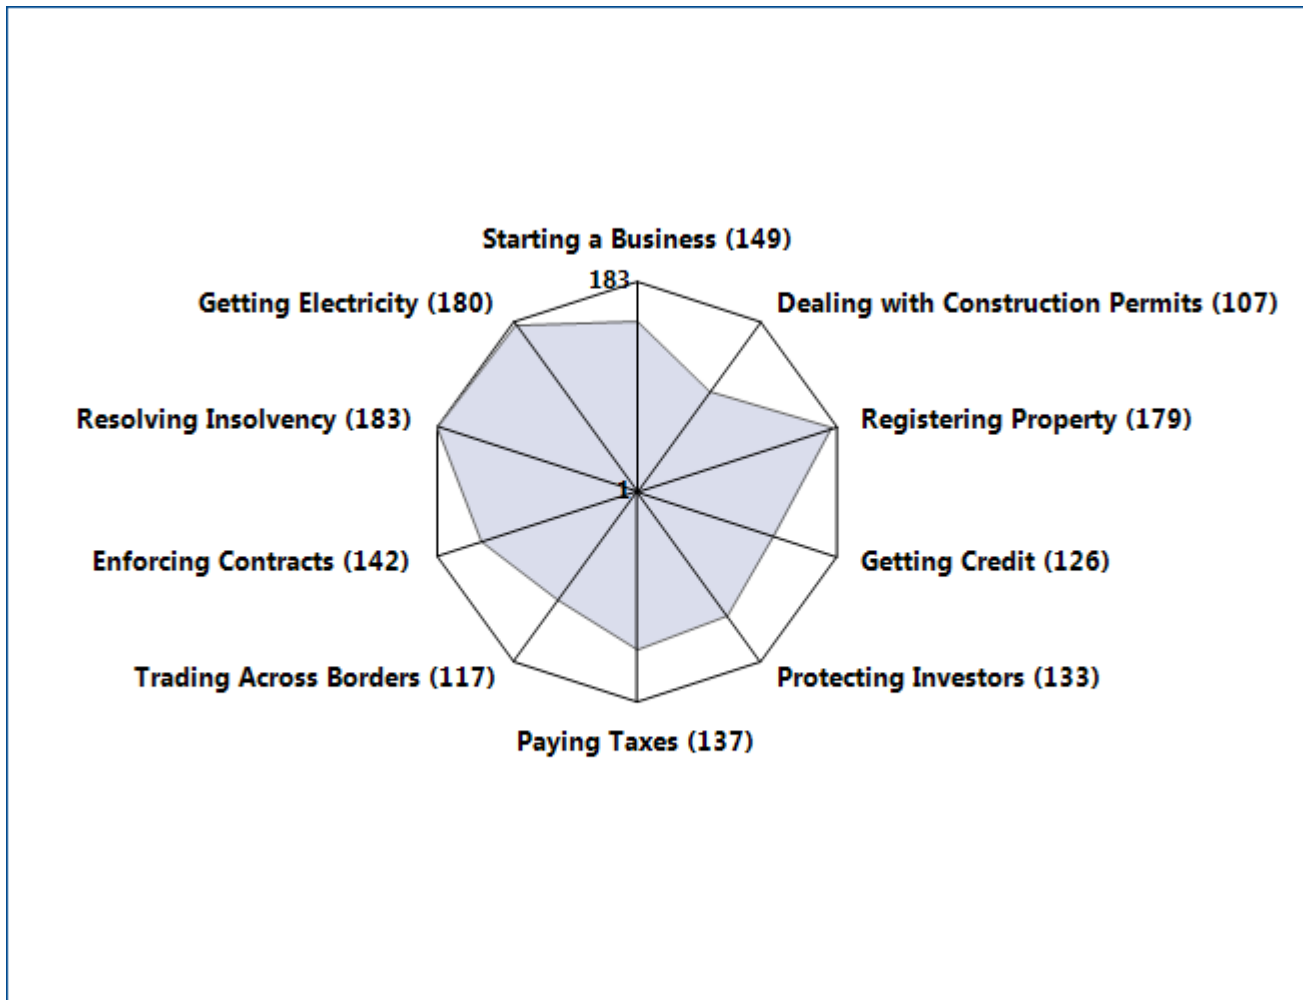 Starting a Business (149)
183
Getting Electricity (180)
Dealing with Construction Permits (107)
Resolving Insolvency (183)
Registering Property (179)
1
Enforcing Contracts (142)
Getting Credit (126)
Trading Across Borders (117)
Protecting Investors (133)
Paying Taxes (137)